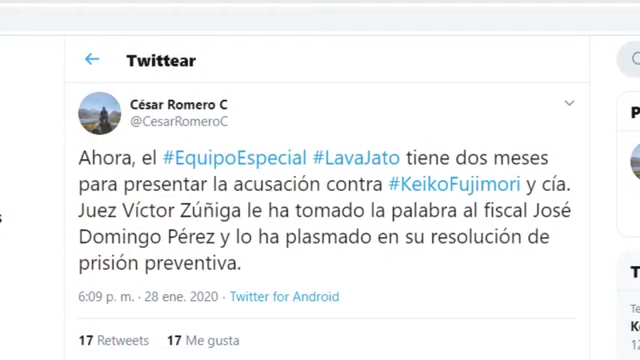 Twittear
César Romero C
@CesarRomeroC
Ahora, el #EquipoEspecial #LavaJato tiene dos meses
para presentar la acusación contra #KeikoFujimori y cía.
Juez Víctor Zúñiga le ha tomado la palabra al fiscal José
Domingo Pérez y lo ha plasmado en su resolución de
prisión preventiva.
6:09 p. m. · 28 ene. 2020 · Twitter for Android
17 Retweets 17 Me gusta